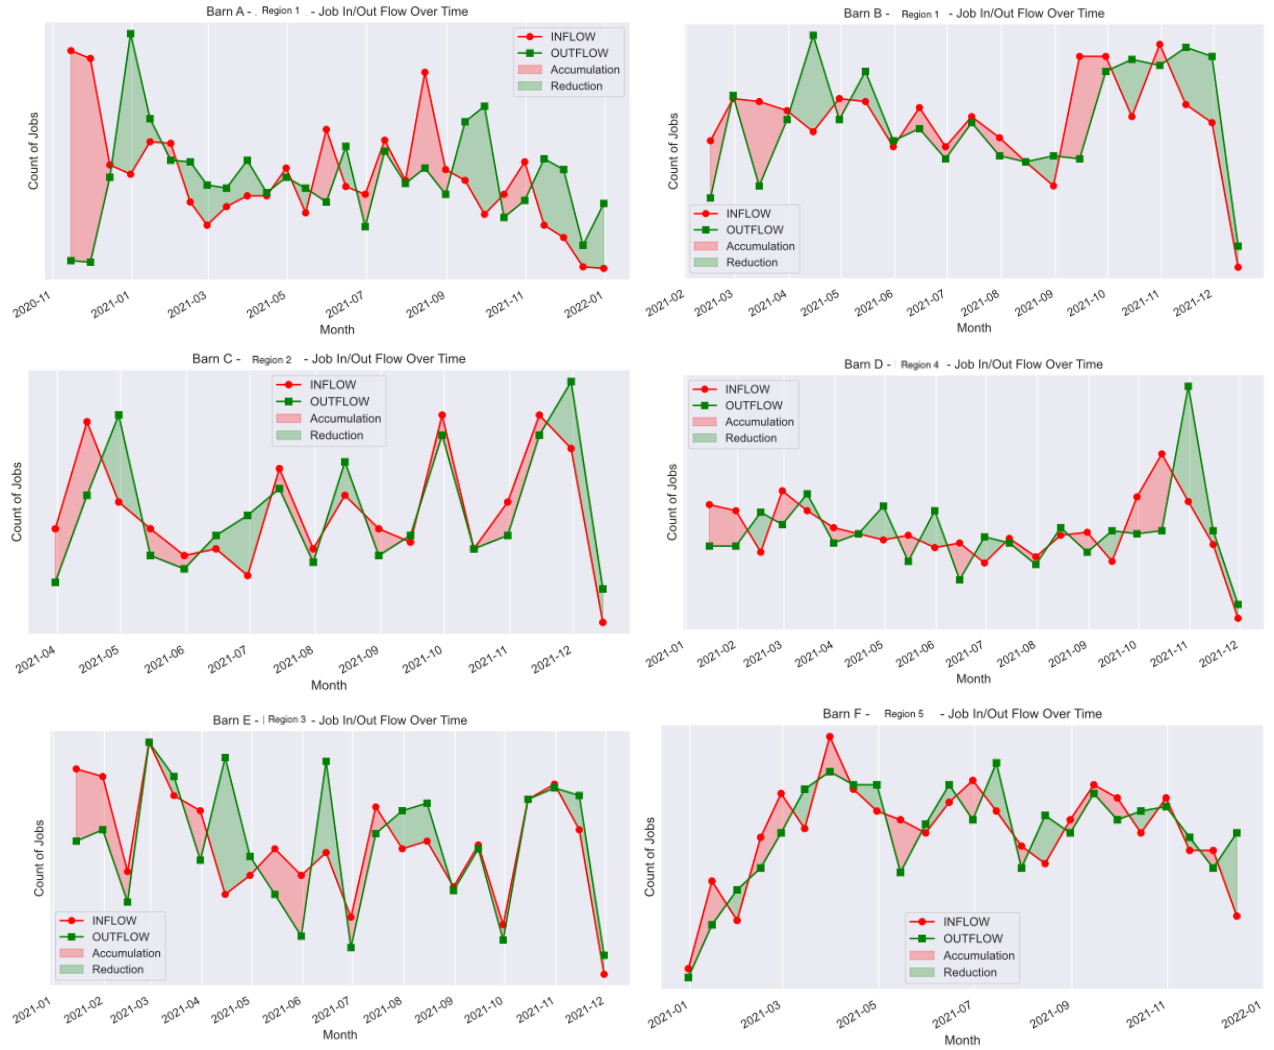 Barn A - . Region 1 . - Job In/Out Flow Over Time
INFLOW
OUTFLOW
Accumulation
Reduction
Count of Jobs
2020-11
2021-01
2021-03
2021-05
2021-07
2021-09
2021-11
2022-01
Month
Barn B - Region 1 - Job In/Out Flow Over Time
Count of Jobs
INFLOW
OUTFLOW
Accumulation
Reduction
2021-02
2021-03
2021-04
2021-05
2021-06
2021-07
2021-08
2021-09
2021-10
2021-11
2021-12
Month
Barn C - Region 2 - Job In/Out Flow Over Time
INFLOW
OUTFLOW
Accumulation
Reduction
Count of Jobs
2021-04
2021-05
2021-06
2021-07
2021-08
2021-09
2021-10
2021-11
2021-12
Month
Barn D - Region 4 - Job In/Out Flow Over Time
INFLOW
OUTFLOW
Accumulation
Reduction
Count of Jobs
2021-01
2021-02
2021-03
2021-04
2021-05
2021-06
2021-07
2021-08
2021-09
2021-10
2021-11
2021-12
Month
Barn E - Region 3 - Job In/Out Flow Over Time
Count of Jobs
INFLOW
OUTFLOW
Accumulation
Reduction
2021-01
2021-02
2021-03
2021-04
2021-05
2021-06
2021-07
2021-08
2021-09
2021-10
2021-11
2021-12
Month
Barn F - Region 5 - Job In/Out Flow Over Time
Count of Jobs
INFLOW
OUTFLOW
Accumulation
Reduction
2021-01
2021-03
2021-05
2021-07
2021-09
2021-11
2022-01
Month